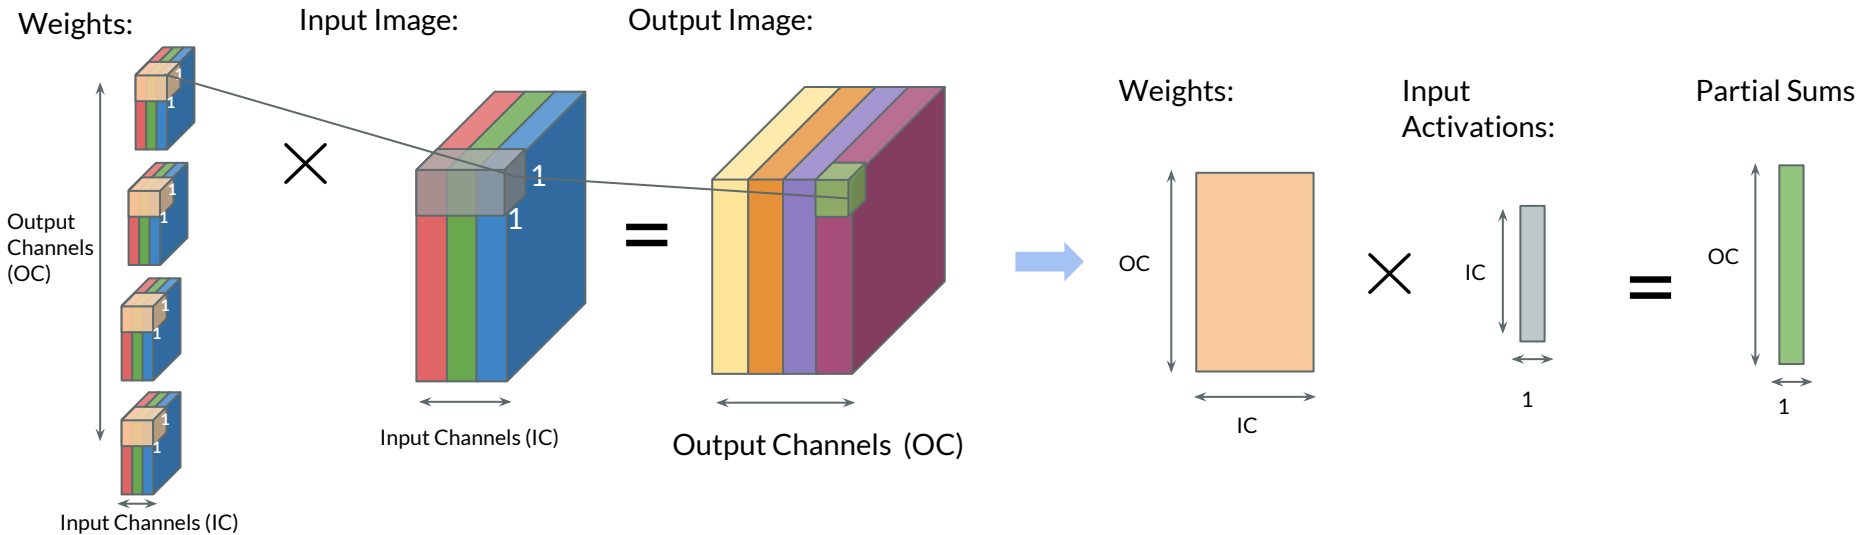 Weights:
Input Image:
Output Image:
1
1
1
1
1
1
1
1
Output
Channels
(OC)
Input Channels (IC)
×
1
1
Input Channels (IC)
=
Output Channels  (OC)
Weights:
OC
IC
×
Input
Activations:
IC
1
=
Partial Sums
OC
1